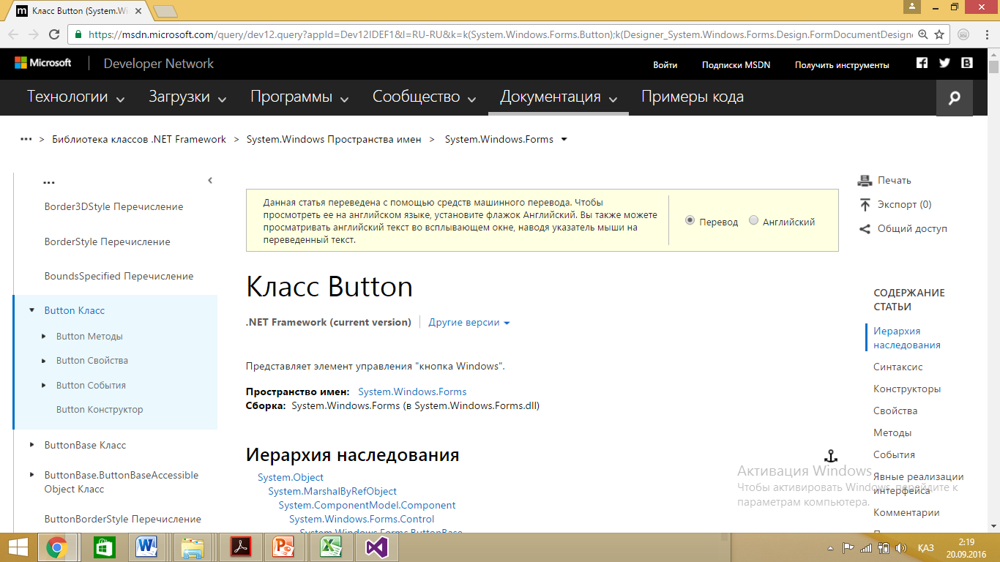 Класс Button (System.Wi
https://msdn.microsoft.com/query/dev12.query?appId=Dev12IDEF1&l=RU-RU&k=k(System.Windows.Forms.Button);k(Designer_System.Windows.Forms.Design.FormDocumentDesigne
Microsoft Developer Network
Войти Подписки MSDN Получить инструменты
Технологии Загрузки Программы Сообщество Документация Примеры кода
••• > Библиотека классов .NET Framework > System.Windows Пространства имен > System.Windows.Forms
...
Border3DStyle Перечисление
BorderStyle Перечисление
BoundsSpecified Перечисление
Button Класс
Button Методы
Button Свойства
Button События
Button Конструктор
ButtonBase Класс
ButtonBase.ButtonBaseAccessible
Object Класс
ButtonBorderStyle Перечисление
Данная статья переведена с помощью средств машинного перевода. Чтобы
просмотреть ее на английском языке, установите флажок Английский. Вы также можете
просматривать английский текст во всплывающем окне, наводя указатель мыши на
переведенный текст.
Перевод Английский
Класс Button
.NET Framework (current version) Другие версии
Представляет элемент управления "кнопка Windows".
Пространство имен: System.Windows.Forms
Сборка: System.Windows.Forms (в System.Windows.Forms.dll)
Иерархия наследования
System.Object
System.MarshalByRefObject
System.ComponentModel.Component
System.Windows.Forms.Control
System.Windows.Forms.ButtonBase
Печать
Экспорт (0)
Общий доступ
СОДЕРЖАНИЕ
СТАТЬИ
Иерархия
наследования
Синтаксис
Конструкторы
Свойства
Методы
События
Явные реализации
интерфейса
Комментарии
Активация Windows
Чтобы активировать Windows, перейдите к
параметрам компьютера.
ҚАЗ
2:19
20.09.2016